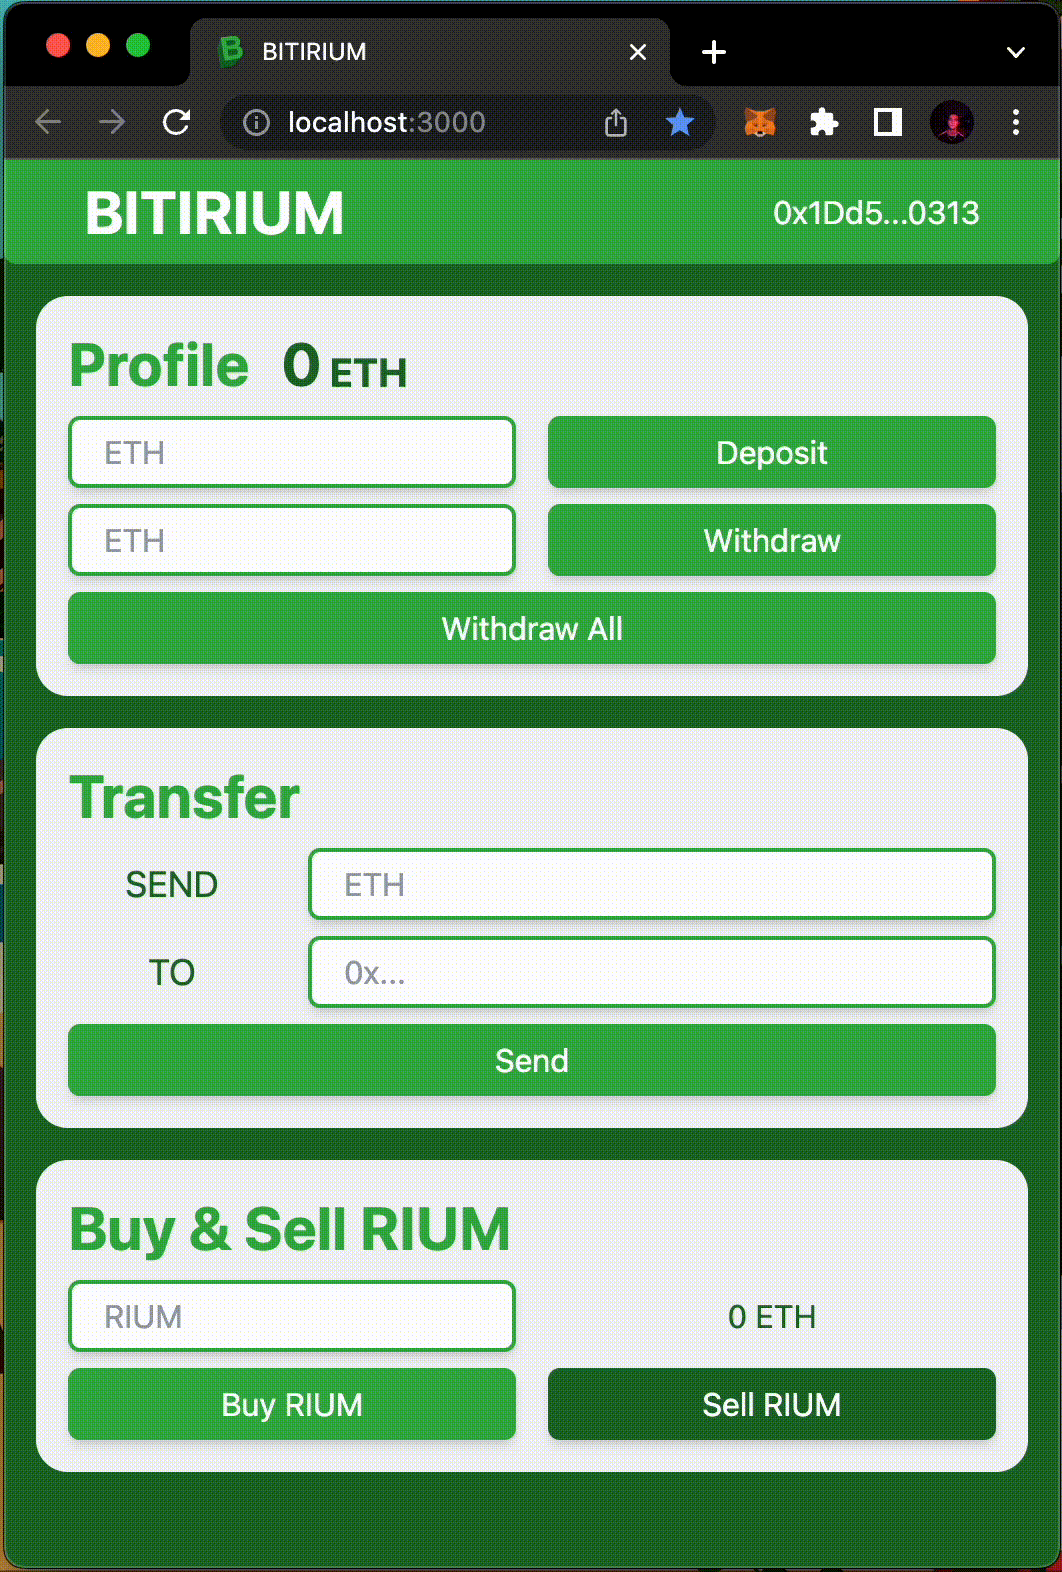 BITIRIUM
localhost:3000
BITIRIUM
0x1Dd5...0313
Profile 0 ETH
ETH
Deposit
ETH
Withdraw
Withdraw All
Transfer
SEND
ETH
TO
0x...
Send
Buy & Sell RIUM
RIUM
0 ETH
Buy RIUM
Sell RIUM